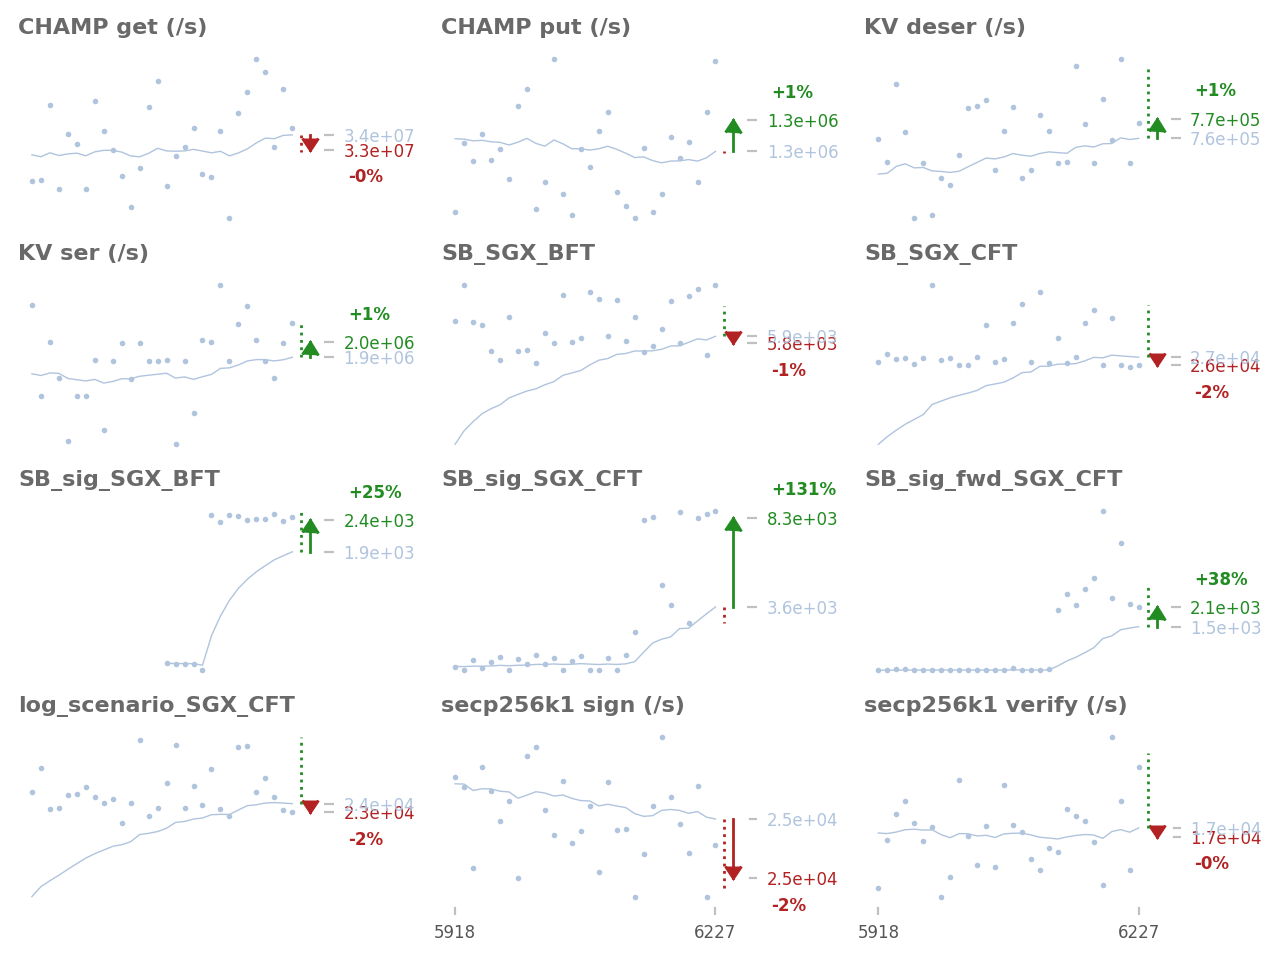 CHAMP get (/s)
3.4e+07
3.3e+07
-0%
CHAMP put (/s)
+1%
1.3e+06
1.3e+06
KV deser (/s)
+1%
7.7e+05
7.6e+05
KV ser (/s)
+1%
2.0e+06
1.9e+06
SB_SGX_BFT
5.9e+03
5.8e+03
-1%
SB_SGX_CFT
2.7e+04
2.6e+04
-2%
SB_sig_SGX_BFT
+25%
2.4e+03
1.9e+03
SB_sig_SGX_CFT
+131%
8.3e+03
3.6e+03
SB_sig_fwd_SGX_CFT
+38%
2.1e+03
1.5e+03
log_scenario_SGX_CFT
2.4e+04
2.3e+04
-2%
secp256k1 sign (/s)
2.5e+04
2.5e+04
-2%
5918
6227
secp256k1 verify (/s)
1.7e+04
1.7e+04
-0%
5918
6227